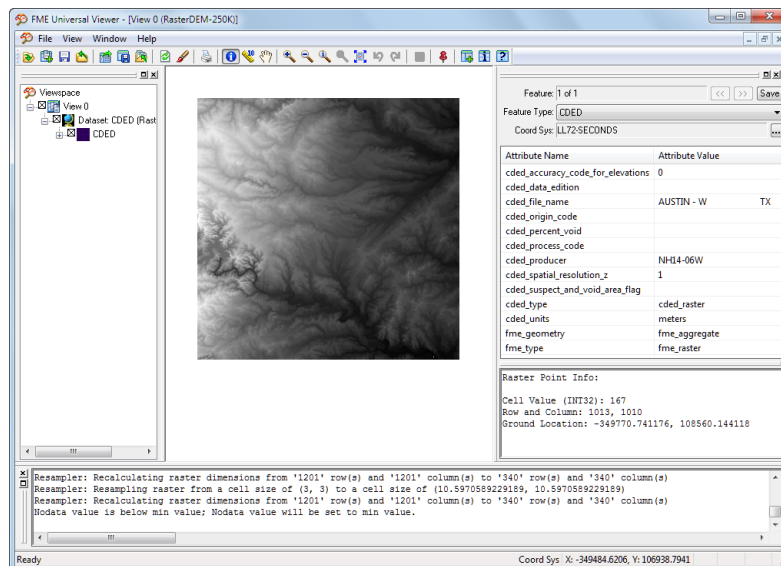 FME Universal Viewer - [View 0 (RasterDEM-250K)]
File View Window Help
Viewspace
View 0
Dataset: CDED (Rast
CDED
Feature: 1 of 1 << >> Save
Feature Type: CDED
Coord Sys: LL72-SECONDS ...
Attribute Name Attribute Value
cded_accuracy_code_for_elevations 0
cded_data_edition
cded_file_name AUSTIN - W TX
cded_origin_code
cded_percent_void
cded_process_code
cded_producer NH14-06W
cded_spatial_resolution_z 1
cded_suspect_and_void_area_flag
cded_type cded_raster
cded_units meters
fme_geometry fme_aggregate
fme_type fme_raster
Raster Point Info:
Cell Value (INT32): 167
Row and Column: 1013, 1010
Ground Location: -349770.741176, 108560.144118
Resampler: Recalculating raster dimensions from '1201' row(s) and '1201' column(s) to '340' row(s) and '340' column(s)
Resampler: Resampling raster from a cell size of (3, 3) to a cell size of (10.5970589229189, 10.5970589229189)
Resampler: Recalculating raster dimensions from '1201' row(s) and '1201' column(s) to '340' row(s) and '340' column(s)
Nodata value is below min value; Nodata value will be set to min value.
Ready Coord Sys X: -349484.6206, Y: 106938.7941